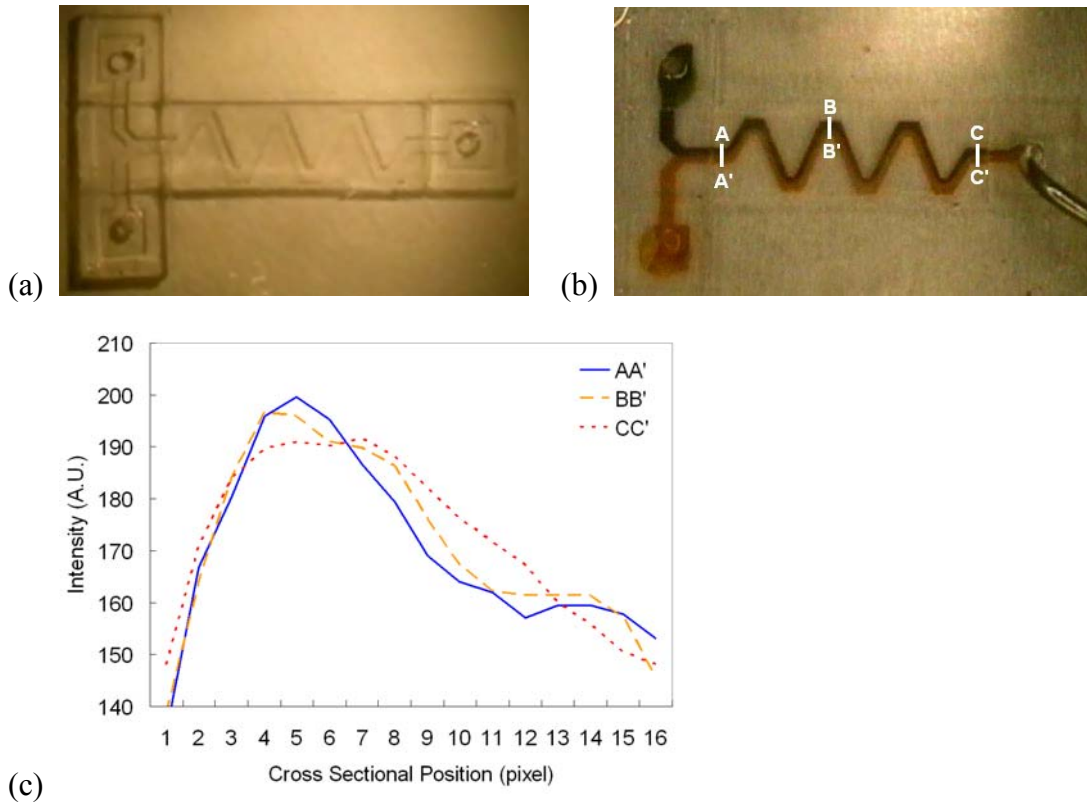 (a)
(b)
A
A'
B
B'
C
C'
210
200
190
180
170
160
150
140
Intensity (A.U.)
AA'
BB'
CC'
1 2 3 4 5 6 7 8 9 10 11 12 13 14 15 16
Cross Sectional Position (pixel)
(c)